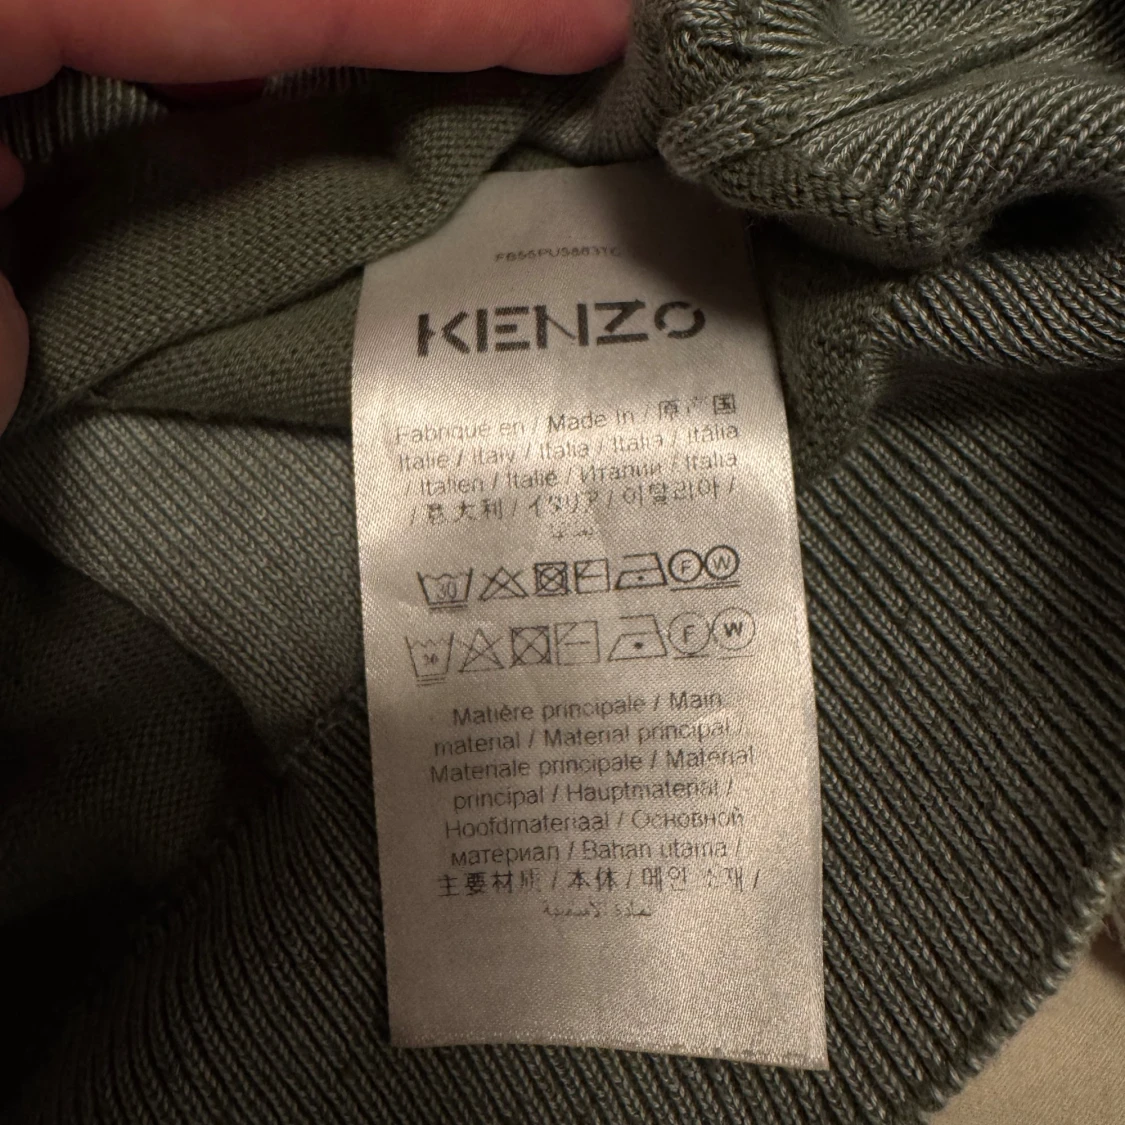 KENZO
Fabriqué en / Made In / 原产国
Italie / Italy / Italia / Italia / Itália
/ Italien / Italië / Италия / Italia
/ 意大利 / イタリア / 이탈리아 /
30
F W
30
F W
Matière principale / Main
material / Material principal /
Materiale principale / Material
principal / Hauptmaterial /
Hoofdmateriaal / Основной
материал / Bahan utama /
主要材质 / 本体 / 메인 소재 /